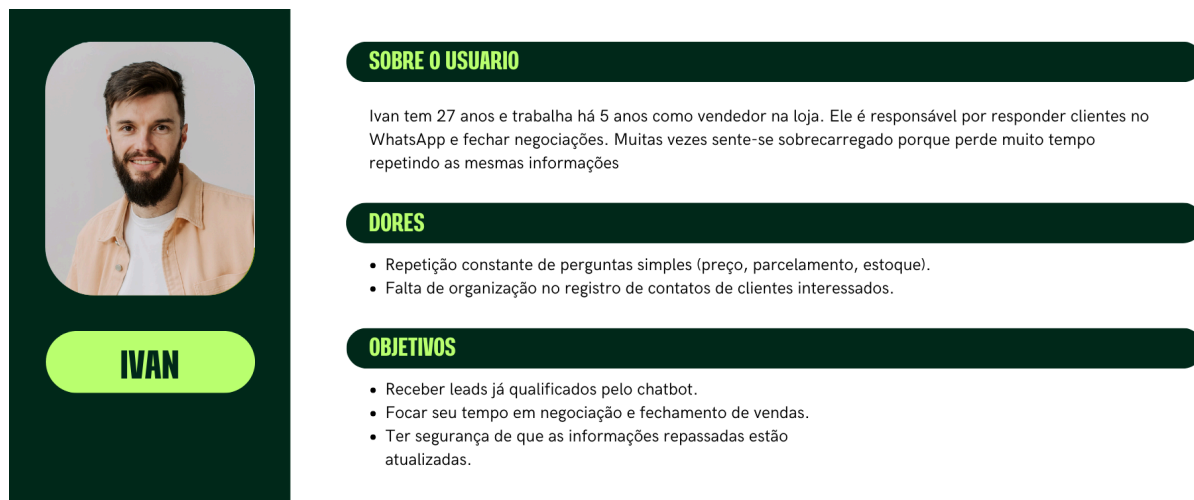 IVAN
SOBRE O USUARIO
Ivan tem 27 anos e trabalha há 5 anos como vendedor na loja. Ele é responsável por responder clientes no
WhatsApp e fechar negociações. Muitas vezes sente-se sobrecarregado porque perde muito tempo
repetindo as mesmas informações
DORES
• Repetição constante de perguntas simples (preço, parcelamento, estoque).
• Falta de organização no registro de contatos de clientes interessados.
OBJETIVOS
• Receber leads já qualificados pelo chatbot.
• Focar seu tempo em negociação e fechamento de vendas.
• Ter segurança de que as informações repassadas estão
atualizadas.